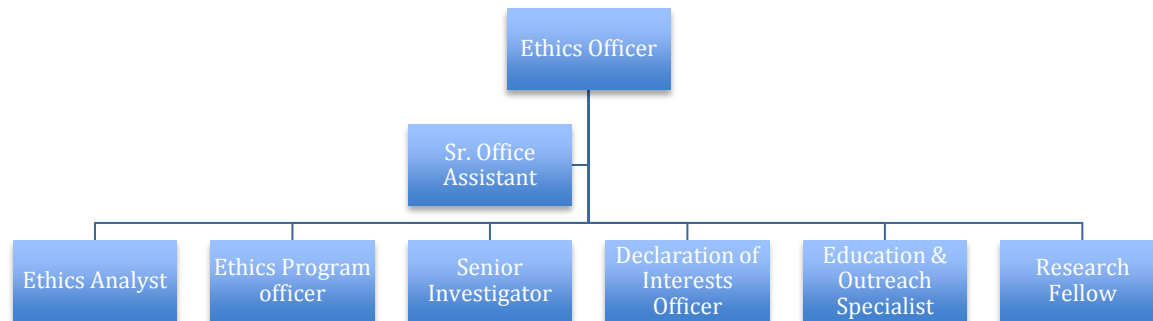 Ethics Officer
Sr. Office
Assistant
Ethics Analyst
Ethics Program
officer
Senior
Investigator
Declaration of
Interests
Officer
Education &
Outreach
Specialist
Research
Fellow